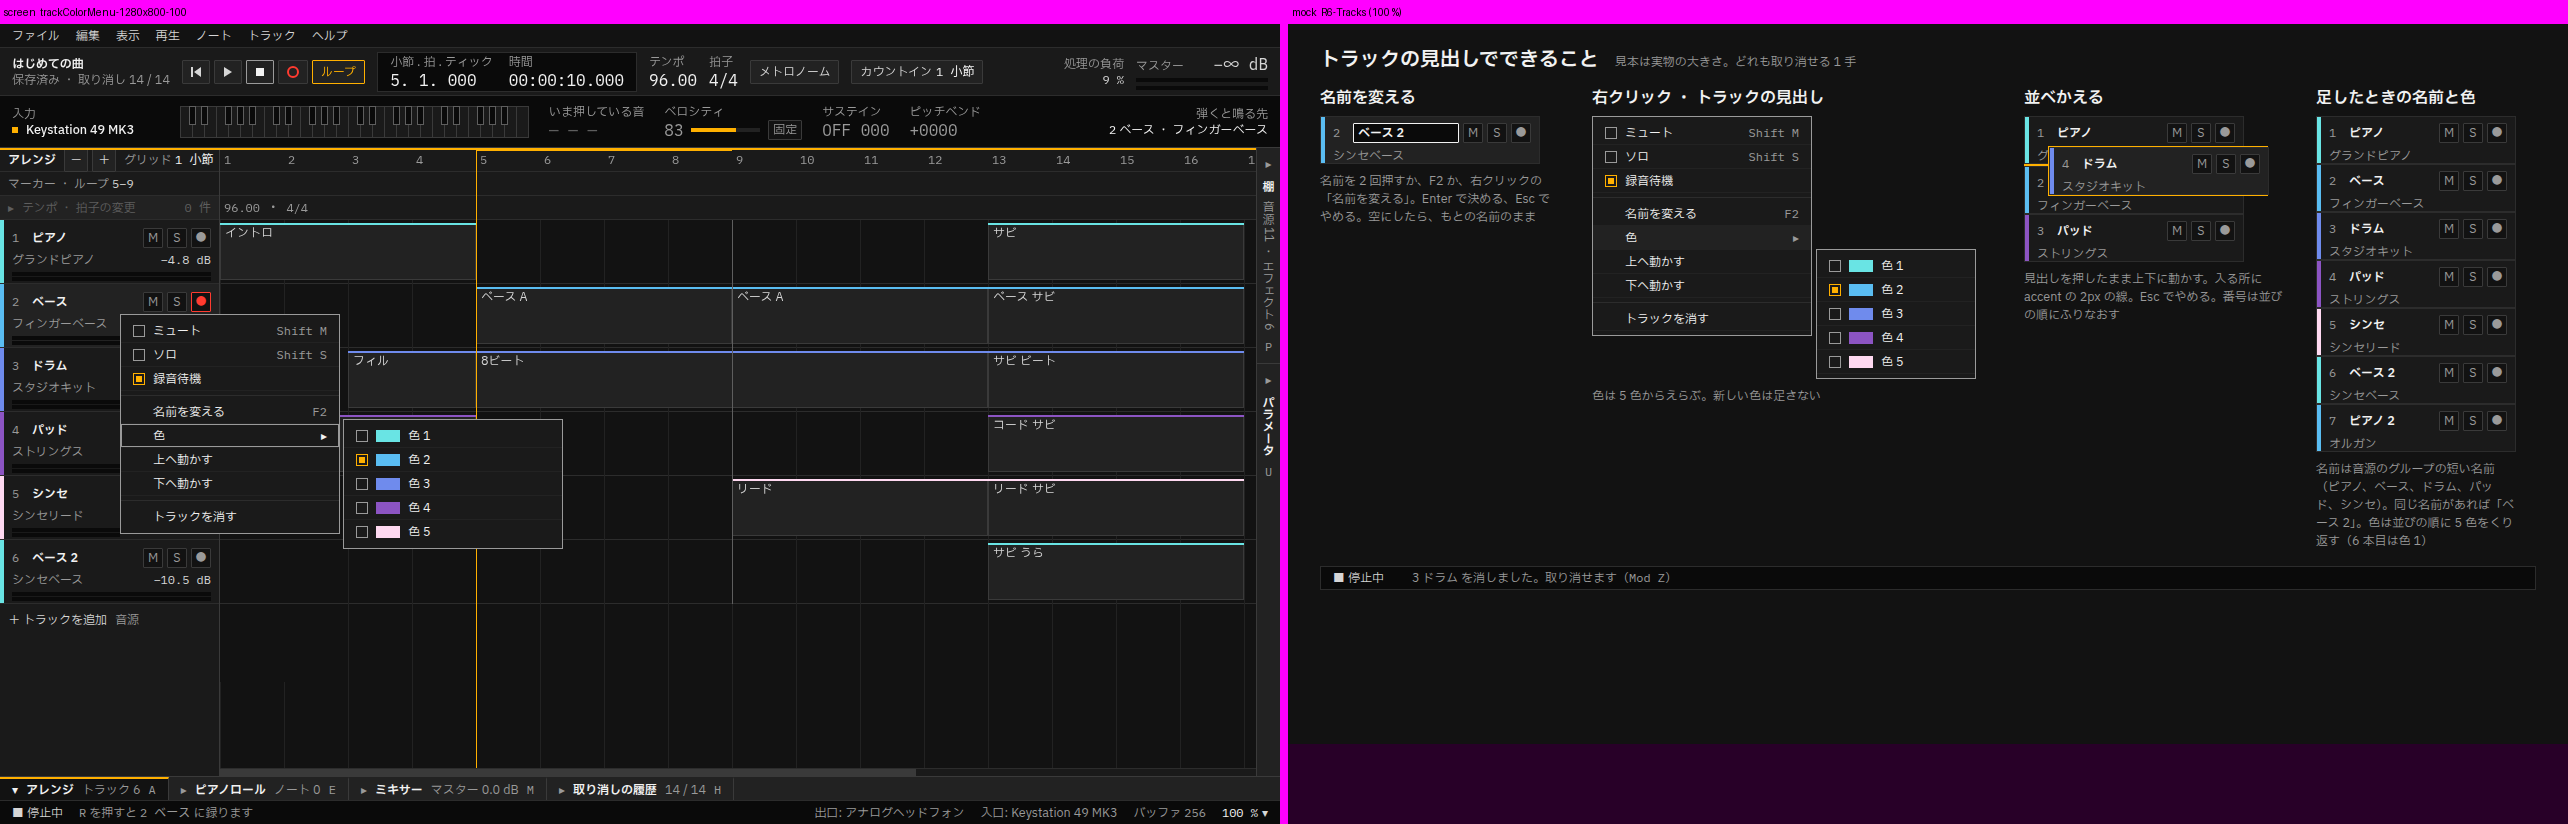 screen trackColorMenu-1280x800-100
ファイル 編集 表示 再生 ノート トラック ヘルプ
はじめての曲
保存済み ・ 取り消し 14 / 14
ループ
小節 . 拍 . ティック 時間
5. 1. 000 00:00:10.000
テンポ 拍子
96.00 4/4
メトロノーム
カウントイン 1 小節
処理の負荷
9 %
マスター −∞ dB
入力
Keystation 49 MK3
いま押している音
— — —
ベロシティ
83 固定
サステイン
OFF 000
ピッチベンド
+0000
弾くと鳴る先
2 ベース ・ フィンガーベース
アレンジ − + グリッド 1 小節
1 2 3 4 5 6 7 8 9 10 11 12 13 14 15 16 1
マーカー ・ ループ 5–9
▸ テンポ ・ 拍子の変更 0 件
96.00 ・ 4/4
1 ピアノ M S
グランドピアノ −4.8 dB
イントロ サビ
2 ベース M S
フィンガーベース
ベース A ベース A ベース サビ
3 ドラム
スタジオキット
フィル 8ビート サビ ビート
4 パッド
ストリングス
コード サビ
5 シンセ
シンセリード
リード リード サビ
6 ベース 2 M S
シンセベース −10.5 dB
サビ うら
+ トラックを追加 音源
ミュート Shift M
ソロ Shift S
録音待機
名前を変える F2
色 ▸
上へ動かす
下へ動かす
トラックを消す
色 1
色 2
色 3
色 4
色 5
▸ 棚 音源 11 ・ エフェクト 6 P
▸ パラメータ U
▾ アレンジ トラック 6 A
▸ ピアノロール ノート 0 E
▸ ミキサー マスター 0.0 dB M
▸ 取り消しの履歴 14 / 14 H
■ 停止中 R を押すと 2 ベース に録ります
出口: アナログヘッドフォン 入口: Keystation 49 MK3 バッファ 256 100 % ▾
mock R6-Tracks (100 %)
トラックの見出しでできること 見本は実物の大きさ。どれも取り消せる 1 手
名前を変える
2 ベース 2 M S
シンセベース
名前を 2 回押すか、F2 か、右クリックの
「名前を変える」。Enter で決める、Esc で
やめる。空にしたら、もとの名前のまま
右クリック ・ トラックの見出し
ミュート Shift M
ソロ Shift S
録音待機
名前を変える F2
色 ▸
上へ動かす
下へ動かす
トラックを消す
色 1
色 2
色 3
色 4
色 5
色は 5 色からえらぶ。新しい色は足さない
並べかえる
1 ピアノ M S
グ
4 ドラム M S
スタジオキット
2
フィンガーベース
3 パッド M S
ストリングス
見出しを押したまま上下に動かす。入る所に
accent の 2px の線。Esc でやめる。番号は並び
の順にふりなおす
足したときの名前と色
1 ピアノ M S
グランドピアノ
2 ベース M S
フィンガーベース
3 ドラム M S
スタジオキット
4 パッド M S
ストリングス
5 シンセ M S
シンセリード
6 ベース 2 M S
シンセベース
7 ピアノ 2 M S
オルガン
名前は音源のグループの短い名前
（ピアノ、ベース、ドラム、パッ
ド、シンセ）。同じ名前があれば「ベ
ース 2」。色は並びの順に 5 色をくり
返す（6 本目は色 1）
■ 停止中 3 ドラム を消しました。取り消せます（Mod Z）